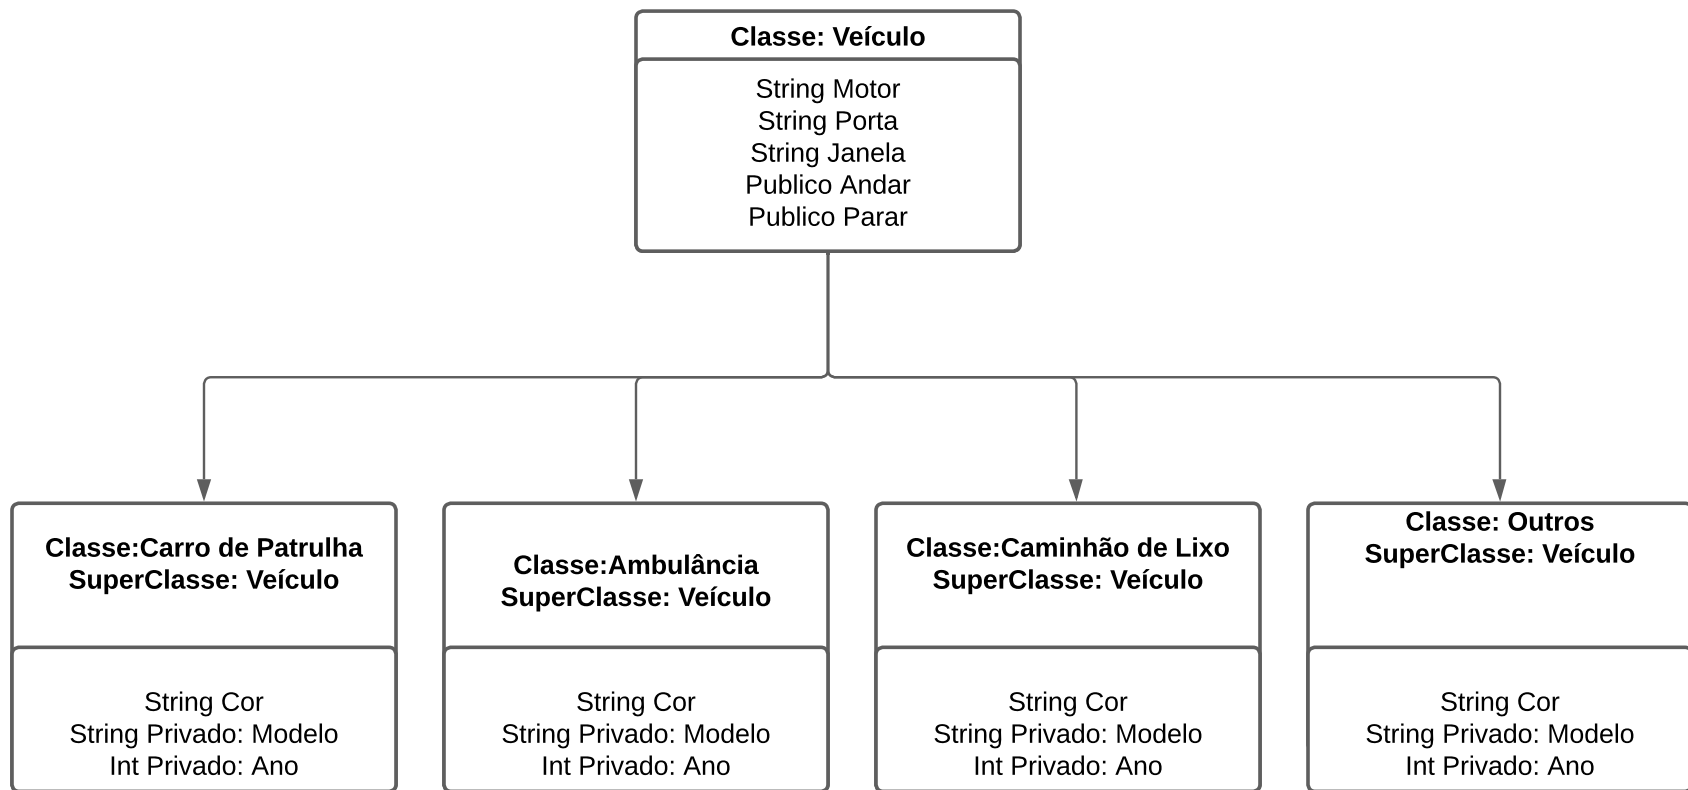 Classe: Veículo
String Motor
String Porta
String Janela
Publico Andar
Publico Parar
Classe:Carro de Patrulha
SuperClasse: Veículo
String Cor
String Privado: Modelo
Int Privado: Ano
Classe:Ambulância
SuperClasse: Veículo
String Cor
String Privado: Modelo
Int Privado: Ano
Classe:Caminhão de Lixo
SuperClasse: Veículo
String Cor
String Privado: Modelo
Int Privado: Ano
Classe: Outros
SuperClasse: Veículo
String Cor
String Privado: Modelo
Int Privado: Ano